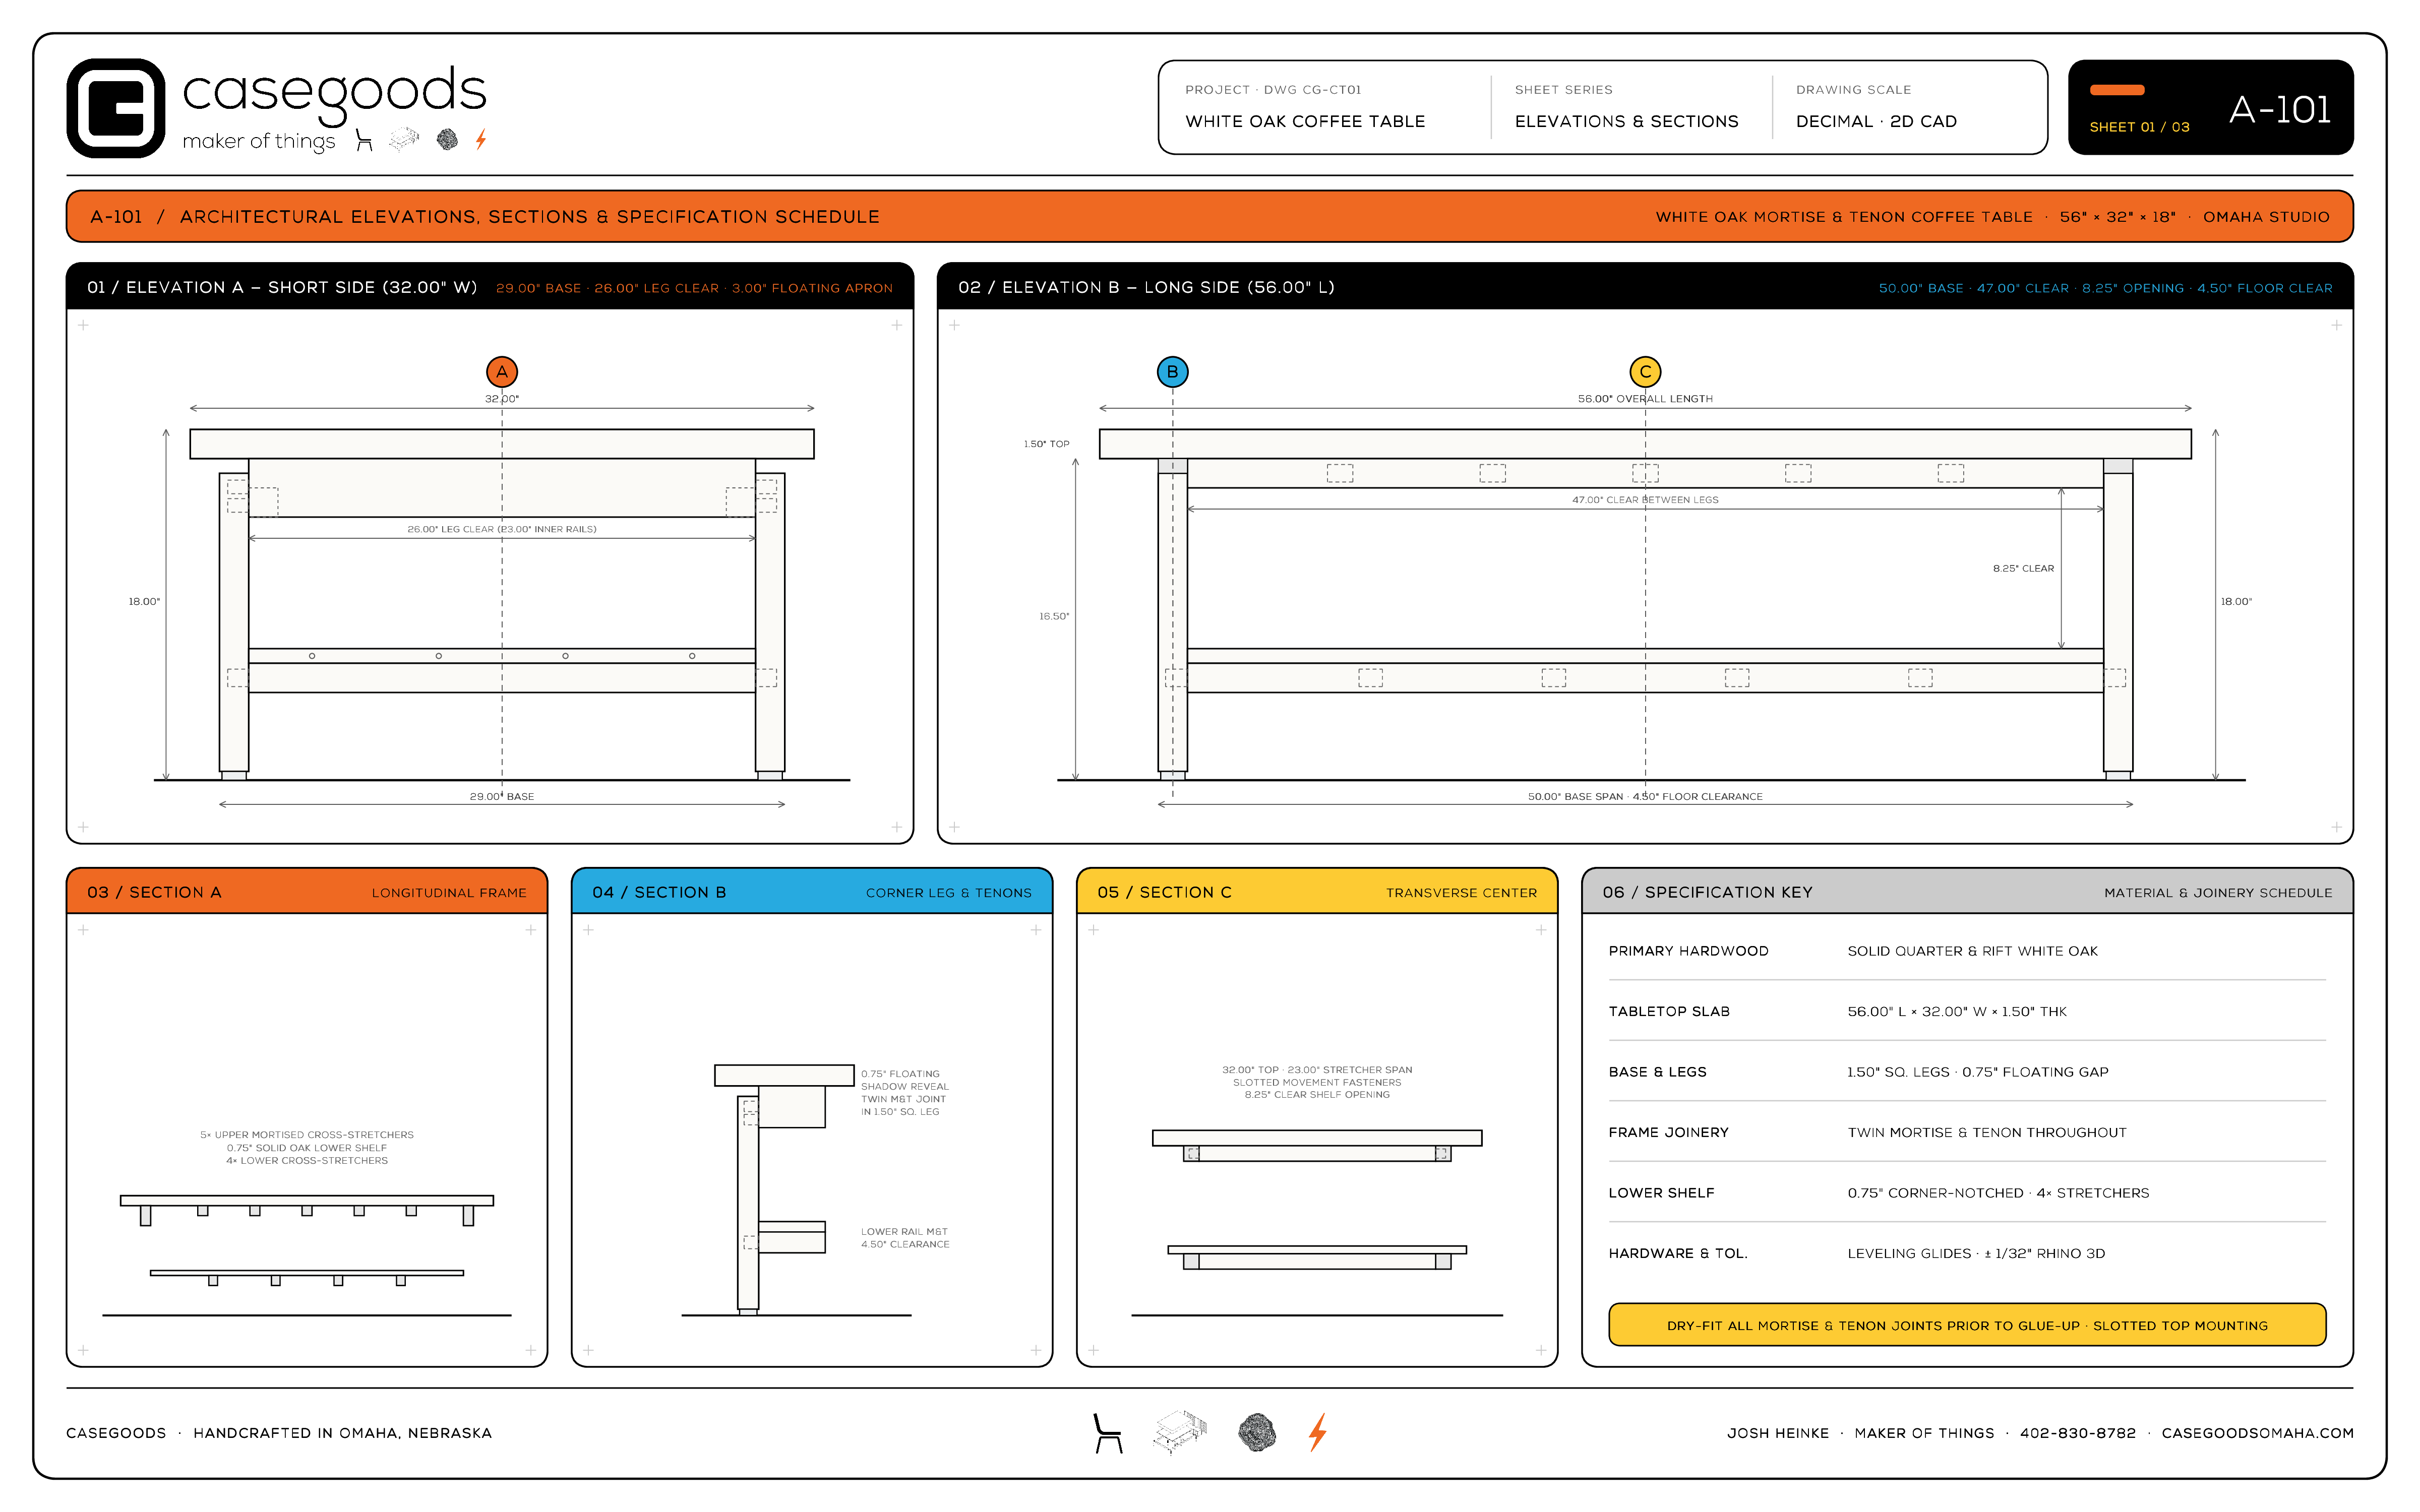 casegoods
maker of things
PROJECT · DWG CG-CT01
WHITE OAK COFFEE TABLE
SHEET SERIES
ELEVATIONS & SECTIONS
DRAWING SCALE
DECIMAL · 2D CAD
SHEET 01 / 03
A-101
A-101 / ARCHITECTURAL ELEVATIONS, SECTIONS & SPECIFICATION SCHEDULE
WHITE OAK MORTISE & TENON COFFEE TABLE · 56" × 32" × 18" · OMAHA STUDIO
01 / ELEVATION A – SHORT SIDE (32.00" W)
29.00" BASE · 26.00" LEG CLEAR · 3.00" FLOATING APRON
A
32.00"
26.00" LEG CLEAR (23.00" INNER RAILS)
18.00"
29.00" BASE
02 / ELEVATION B – LONG SIDE (56.00" L)
50.00" BASE · 47.00" CLEAR · 8.25" OPENING · 4.50" FLOOR CLEAR
B
C
56.00" OVERALL LENGTH
1.50" TOP
47.00" CLEAR BETWEEN LEGS
8.25" CLEAR
16.50"
18.00"
50.00" BASE SPAN · 4.50" FLOOR CLEARANCE
03 / SECTION A
LONGITUDINAL FRAME
5× UPPER MORTISED CROSS-STRETCHERS
0.75" SOLID OAK LOWER SHELF
4× LOWER CROSS-STRETCHERS
04 / SECTION B
CORNER LEG & TENONS
0.75" FLOATING
SHADOW REVEAL
TWIN M&T JOINT
IN 1.50" SQ. LEG
LOWER RAIL M&T
4.50" CLEARANCE
05 / SECTION C
TRANSVERSE CENTER
32.00" TOP · 23.00" STRETCHER SPAN
SLOTTED MOVEMENT FASTENERS
8.25" CLEAR SHELF OPENING
06 / SPECIFICATION KEY
MATERIAL & JOINERY SCHEDULE
PRIMARY HARDWOOD
SOLID QUARTER & RIFT WHITE OAK
TABLETOP SLAB
56.00" L × 32.00" W × 1.50" THK
BASE & LEGS
1.50" SQ. LEGS · 0.75" FLOATING GAP
FRAME JOINERY
TWIN MORTISE & TENON THROUGHOUT
LOWER SHELF
0.75" CORNER-NOTCHED · 4× STRETCHERS
HARDWARE & TOL.
LEVELING GLIDES · ± 1/32" RHINO 3D
DRY-FIT ALL MORTISE & TENON JOINTS PRIOR TO GLUE-UP · SLOTTED TOP MOUNTING
CASEGOODS · HANDCRAFTED IN OMAHA, NEBRASKA
JOSH HEINKE · MAKER OF THINGS · 402-830-8782 · CASEGOODSOMAHA.COM